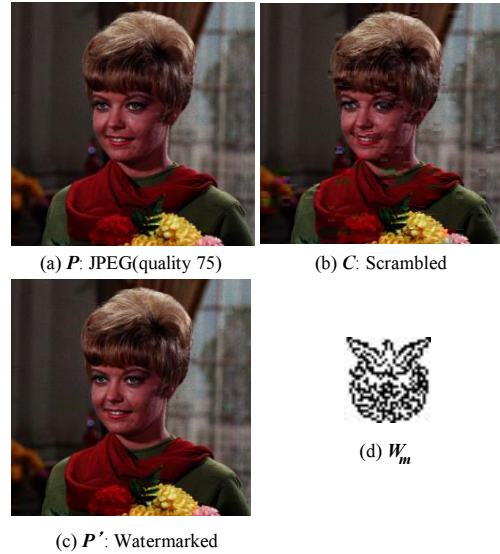 (a) P: JPEG(quality 75)
(b) C: Scrambled
(c) P′: Watermarked
(d) Wm